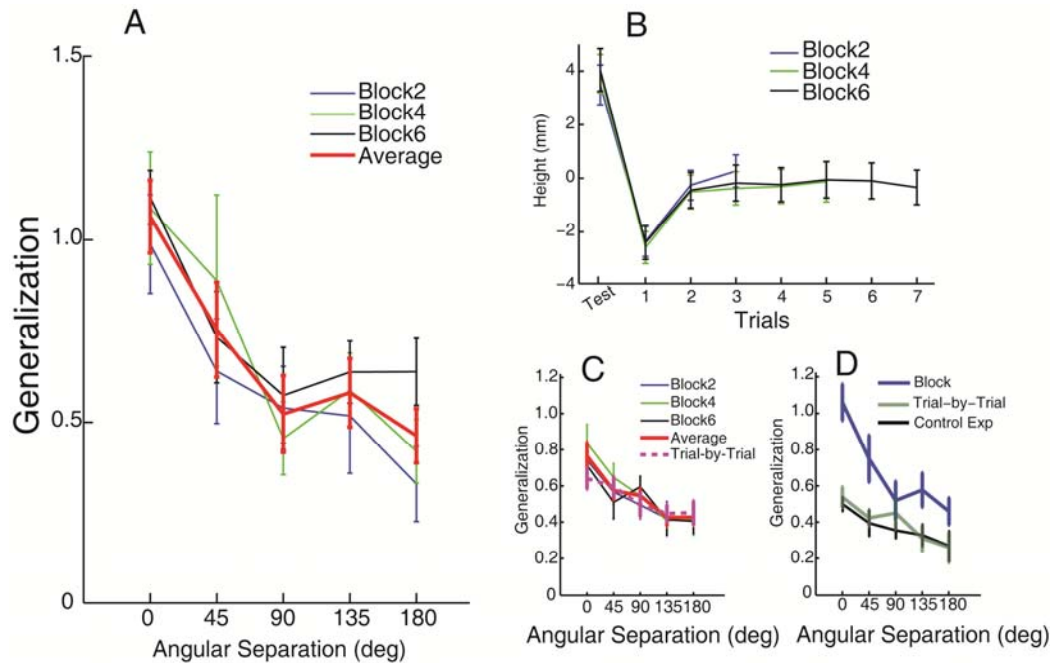 A
1.5
Block2
Block4
Block6
Average
1.0
Generalization
0.5
0
0 45 90 135 180
Angular Separation (deg)
B
Block2
Block4
Block6
4
2
0
−2
−4
Height (mm)
Test 1 2 3 4 5 6 7
Trials
C
1.2
Block2
Block4
Block6
Average
Trial-by-Trial
1.0
0.8
0.6
0.4
0.2
0
Generalization
0 45 90 135 180
Angular Separation (deg)
D
1.2
Block
Trial−by−Trial
Control Exp
1.0
0.8
0.6
0.4
0.2
0
Generalization
0 45 90 135 180
Angular Separation (deg)